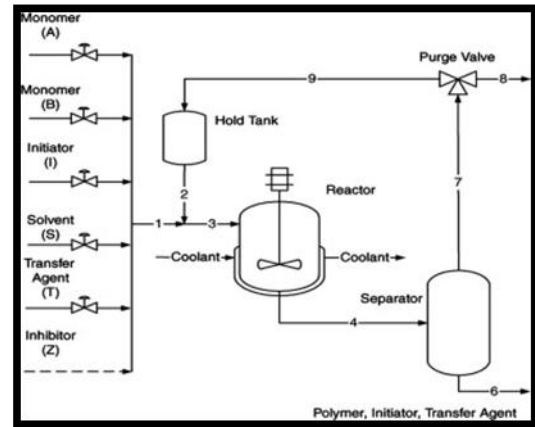 Monomer
(A)
Monomer
(B)
Initiator
(I)
Solvent
(S)
Transfer
Agent
(T)
Inhibitor
(Z)
Purge Valve
9
8
Hold Tank
2
7
Reactor
1
3
Coolant
Coolant
Separator
4
6
Polymer, Initiator, Transfer Agent